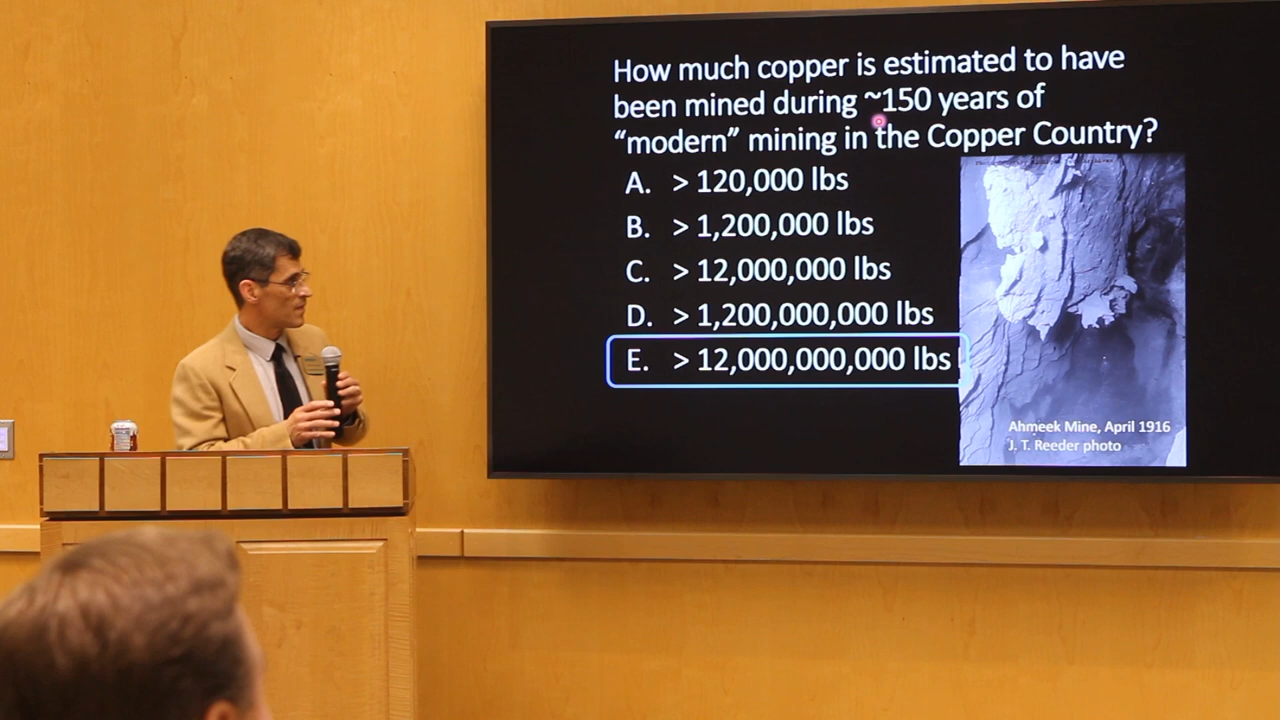 How much copper is estimated to have
been mined during ~150 years of
“modern” mining in the Copper Country?
A. > 120,000 lbs
B. > 1,200,000 lbs
C. > 12,000,000 lbs
D. > 1,200,000,000 lbs
E. > 12,000,000,000 lbs
Ahmeek Mine, April 1916
J. T. Reeder photo